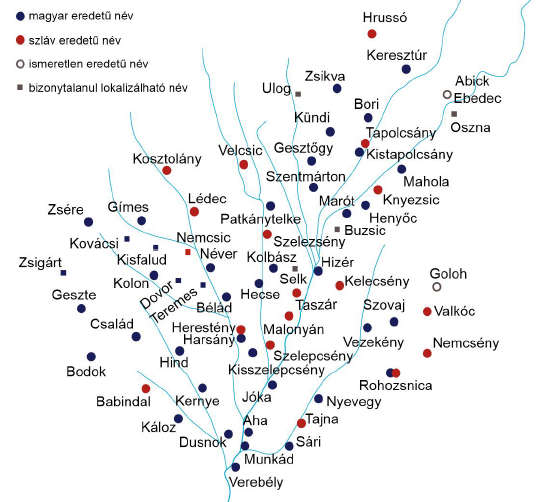 magyar eredetű név
szláv eredetű név
ismeretlen eredetű név
bizonytalanul lokalizálható név
Hrussó
Keresztúr
Zsikva
Ulog
Abick
Ebedec
Oszna
Bori
Kündi
Tapolcsány
Kistapolcsány
Gesztőgy
Velcsic
Kosztolány
Szentmárton
Mahola
Knyezsic
Marót
Henyőc
Lédec
Gímes
Zsére
Patkánytelke
Buzsic
Nemcsic
Szelezsény
Kovácsi
Kisfalud
Néver
Kolbász
Hizér
Zsigárt
Kolon
Selk
Kelecsény
Goloh
Dovor
Teremes
Geszte
Bélád
Hecse
Taszár
Szovaj
Valkóc
Család
Herestény
Malonyán
Harsány
Vezekény
Nemcsény
Szelepcsény
Kisszelepcsény
Bodok
Hind
Rohozsnica
Babindal
Kernye
Jóka
Nyevegy
Káloz
Aha
Tajna
Dusnok
Sári
Munkád
Verebély